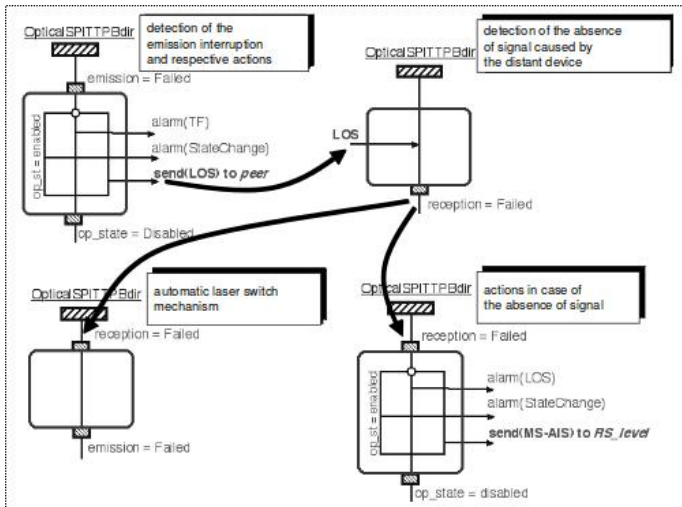 OpticalSPITTPBdir
detection of the
emission interruption
and respective actions
emission = Failed
op_st = enabled
alarm(TF)
alarm(StateChange)
send(LOS) to peer
op_state = Disabled
OpticalSPITTPBdir
detection of the absence
of signal caused by
the distant device
LOS
reception = Failed
OpticalSPITTPBdir
automatic laser switch
mechanism
reception = Failed
emission = Failed
OpticalSPITTPBdir
actions in case of
the absence of signal
reception = Failed
op_st = enabled
alarm(LOS)
alarm(StateChange)
send(MS-AIS) to RS_level
op_state = disabled